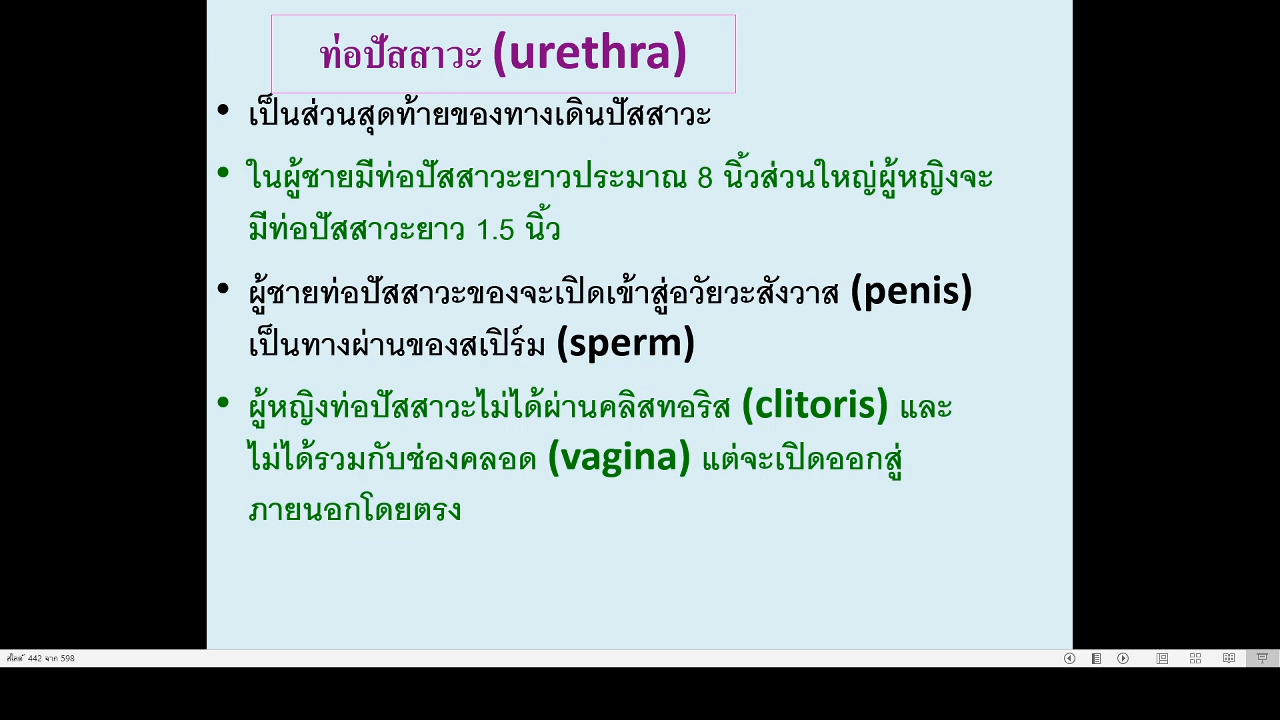 ท่อปัสสาวะ (urethra)
• เป็นส่วนสุดท้ายของทางเดินปัสสาวะ
• ในผู้ชายมีท่อปัสสาวะยาวประมาณ 8 นิ้วส่วนใหญ่ผู้หญิงจะ
มีท่อปัสสาวะยาว 1.5 นิ้ว
• ผู้ชายท่อปัสสาวะของจะเปิดเข้าสู่อวัยวะสังวาส (penis)
เป็นทางผ่านของสเปิร์ม (sperm)
• ผู้หญิงท่อปัสสาวะไม่ได้ผ่านคลิสทอริส (clitoris) และ
ไม่ได้รวมกับช่องคลอด (vagina) แต่จะเปิดออกสู่
ภายนอกโดยตรง
สไลด์ 442 จาก 598